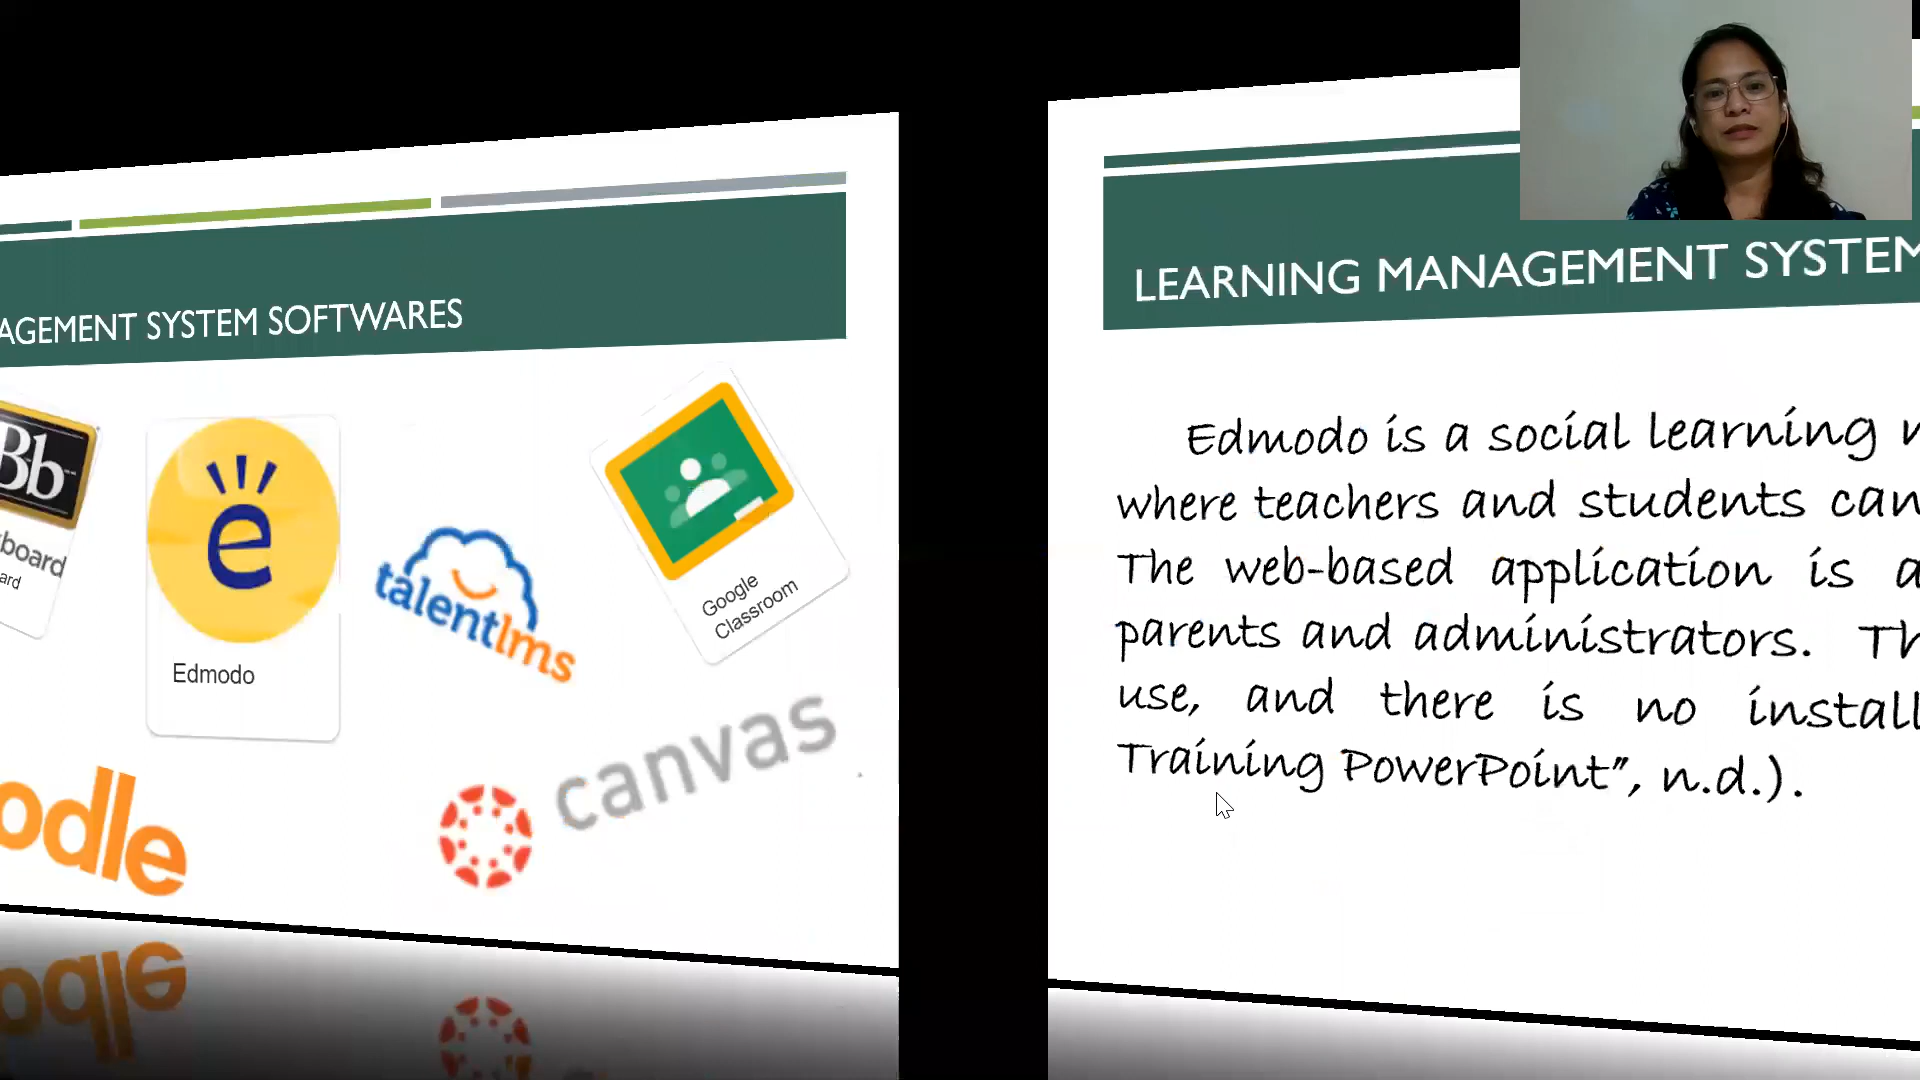 AGEMENT SYSTEM SOFTWARES
Bb
board
ard
e
Edmodo
talentlms
Google
Classroom
odle
canvas
LEARNING MANAGEMENT SYSTEM
Edmodo is a social learning
where teachers and students can
The web-based application is a
parents and administrators. Th
use, and there is no install
Training PowerPoint", n.d.).